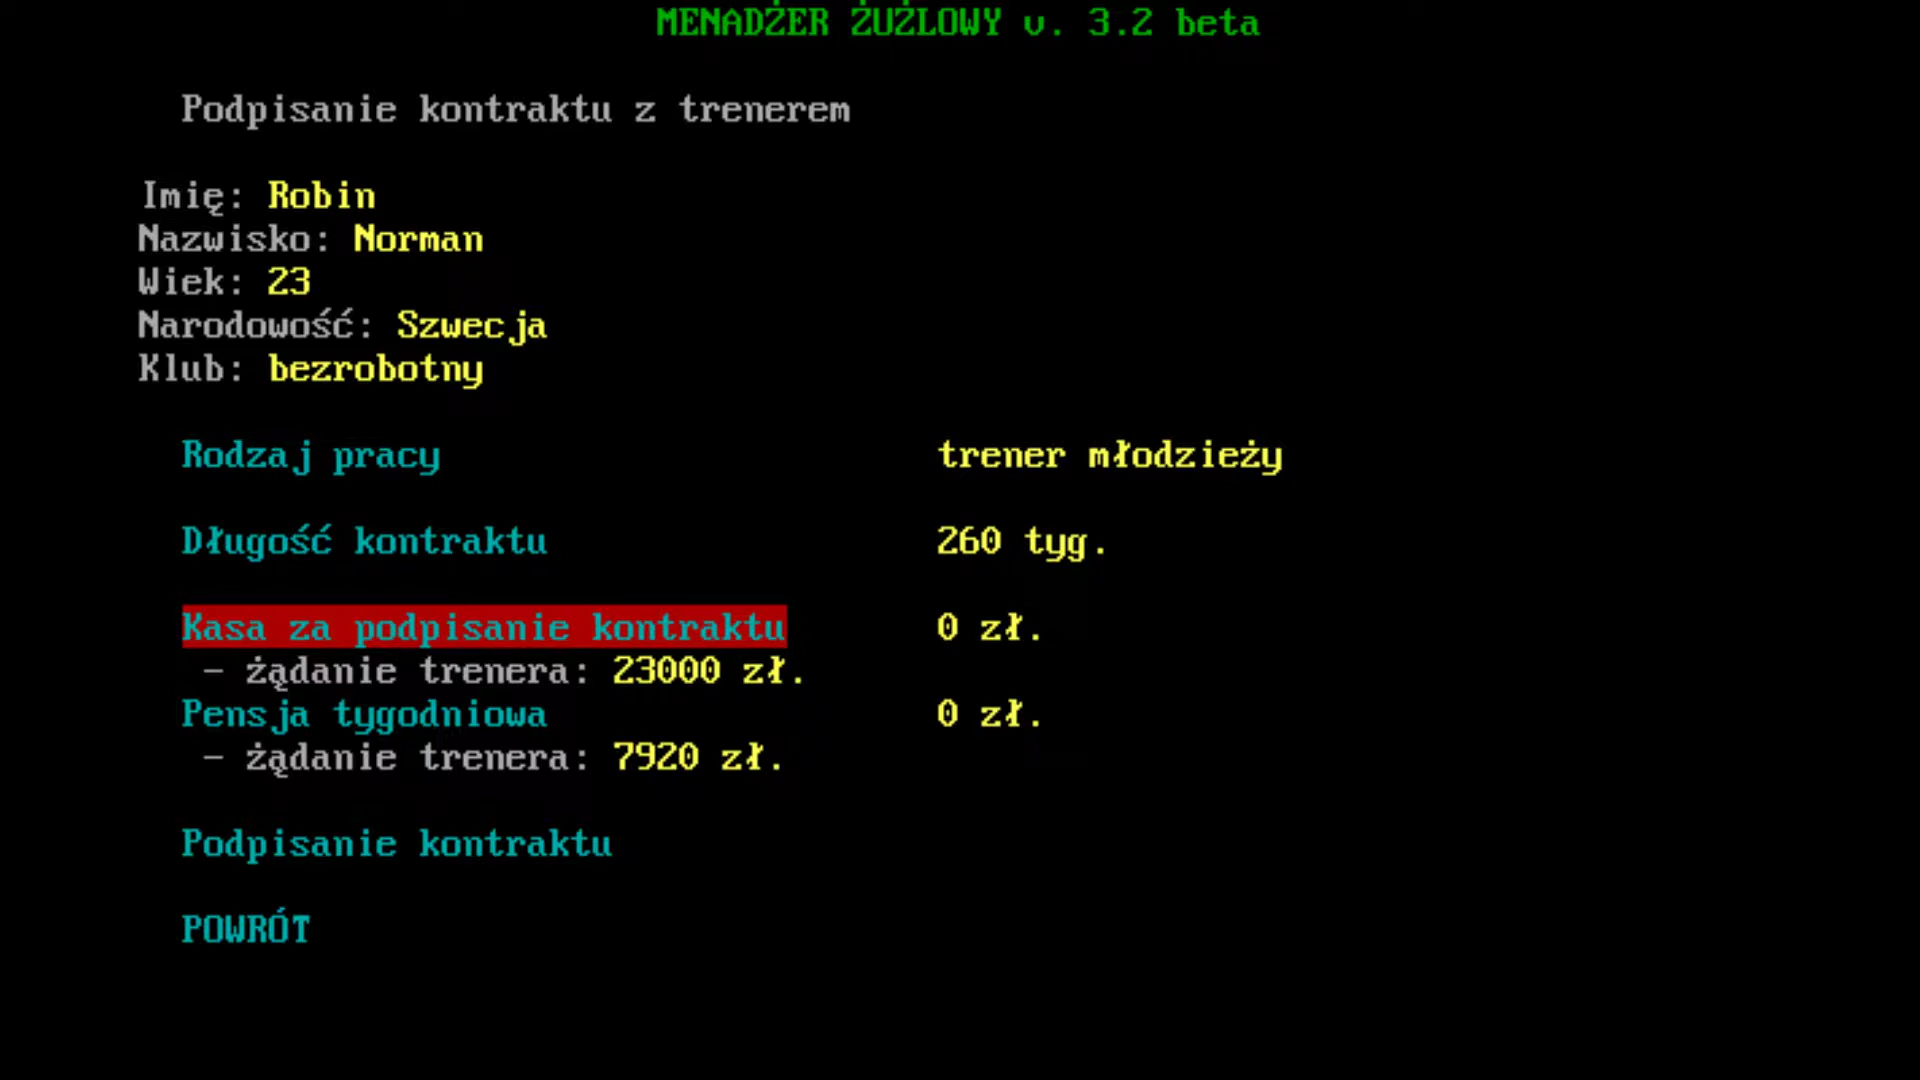 MENADŻER ŻUŻLOWY v. 3.2 beta
Podpisanie kontraktu z trenerem
Imię: Robin
Nazwisko: Norman
Wiek: 23
Narodowość: Szwecja
Klub: bezrobotny
Rodzaj pracy trener młodzieży
Długość kontraktu 260 tyg.
Kasa za podpisanie kontraktu 0 zł.
- żądanie trenera: 23000 zł.
Pensja tygodniowa 0 zł.
- żądanie trenera: 7920 zł.
Podpisanie kontraktu
POWRÓT